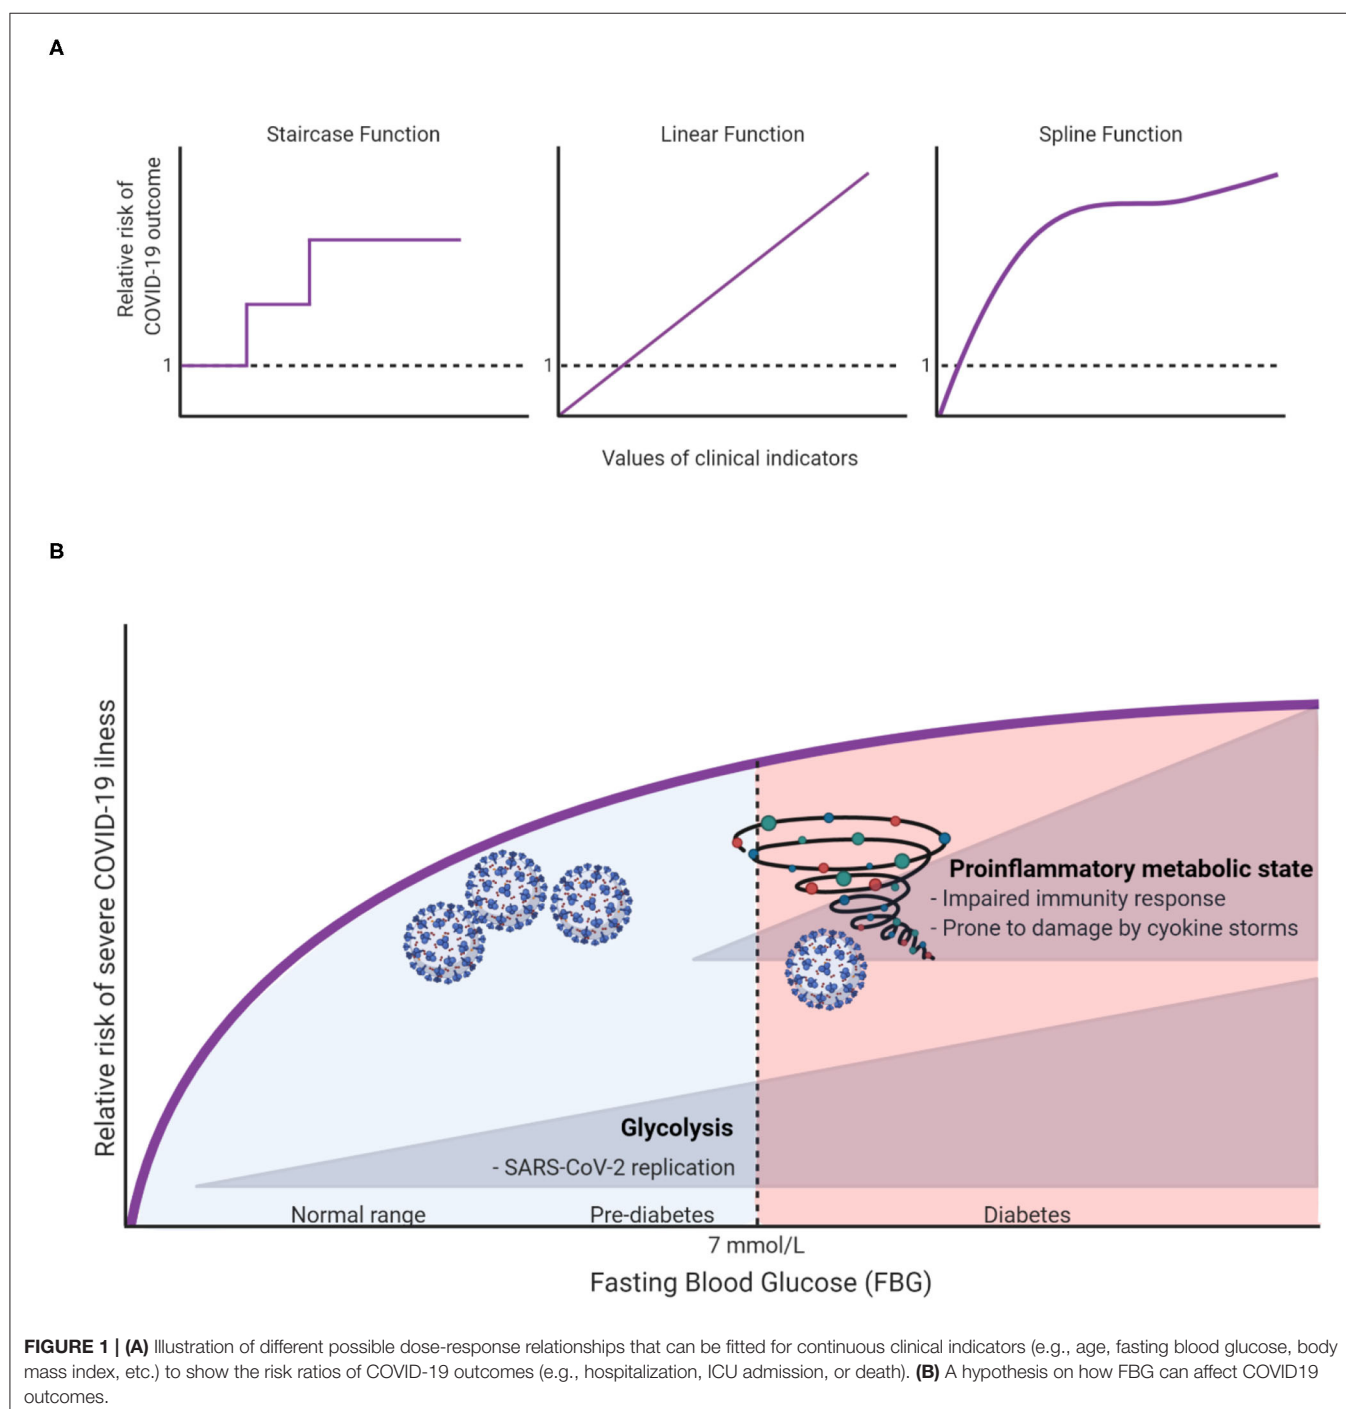 A
Staircase Function
Linear Function
Spline Function
Relative risk of
COVID-19 outcome
1
1
1
Values of clinical indicators
B
Relative risk of severe COVID-19 ilness
Proinflammatory metabolic state
- Impaired immunity response
- Prone to damage by cyokine storms
Glycolysis
- SARS-CoV-2 replication
Normal range
Pre-diabetes
Diabetes
7 mmol/L
Fasting Blood Glucose (FBG)
FIGURE 1 | (A) Illustration of different possible dose-response relationships that can be fitted for continuous clinical indicators (e.g., age, fasting blood glucose, body
mass index, etc.) to show the risk ratios of COVID-19 outcomes (e.g., hospitalization, ICU admission, or death). (B) A hypothesis on how FBG can affect COVID19
outcomes.